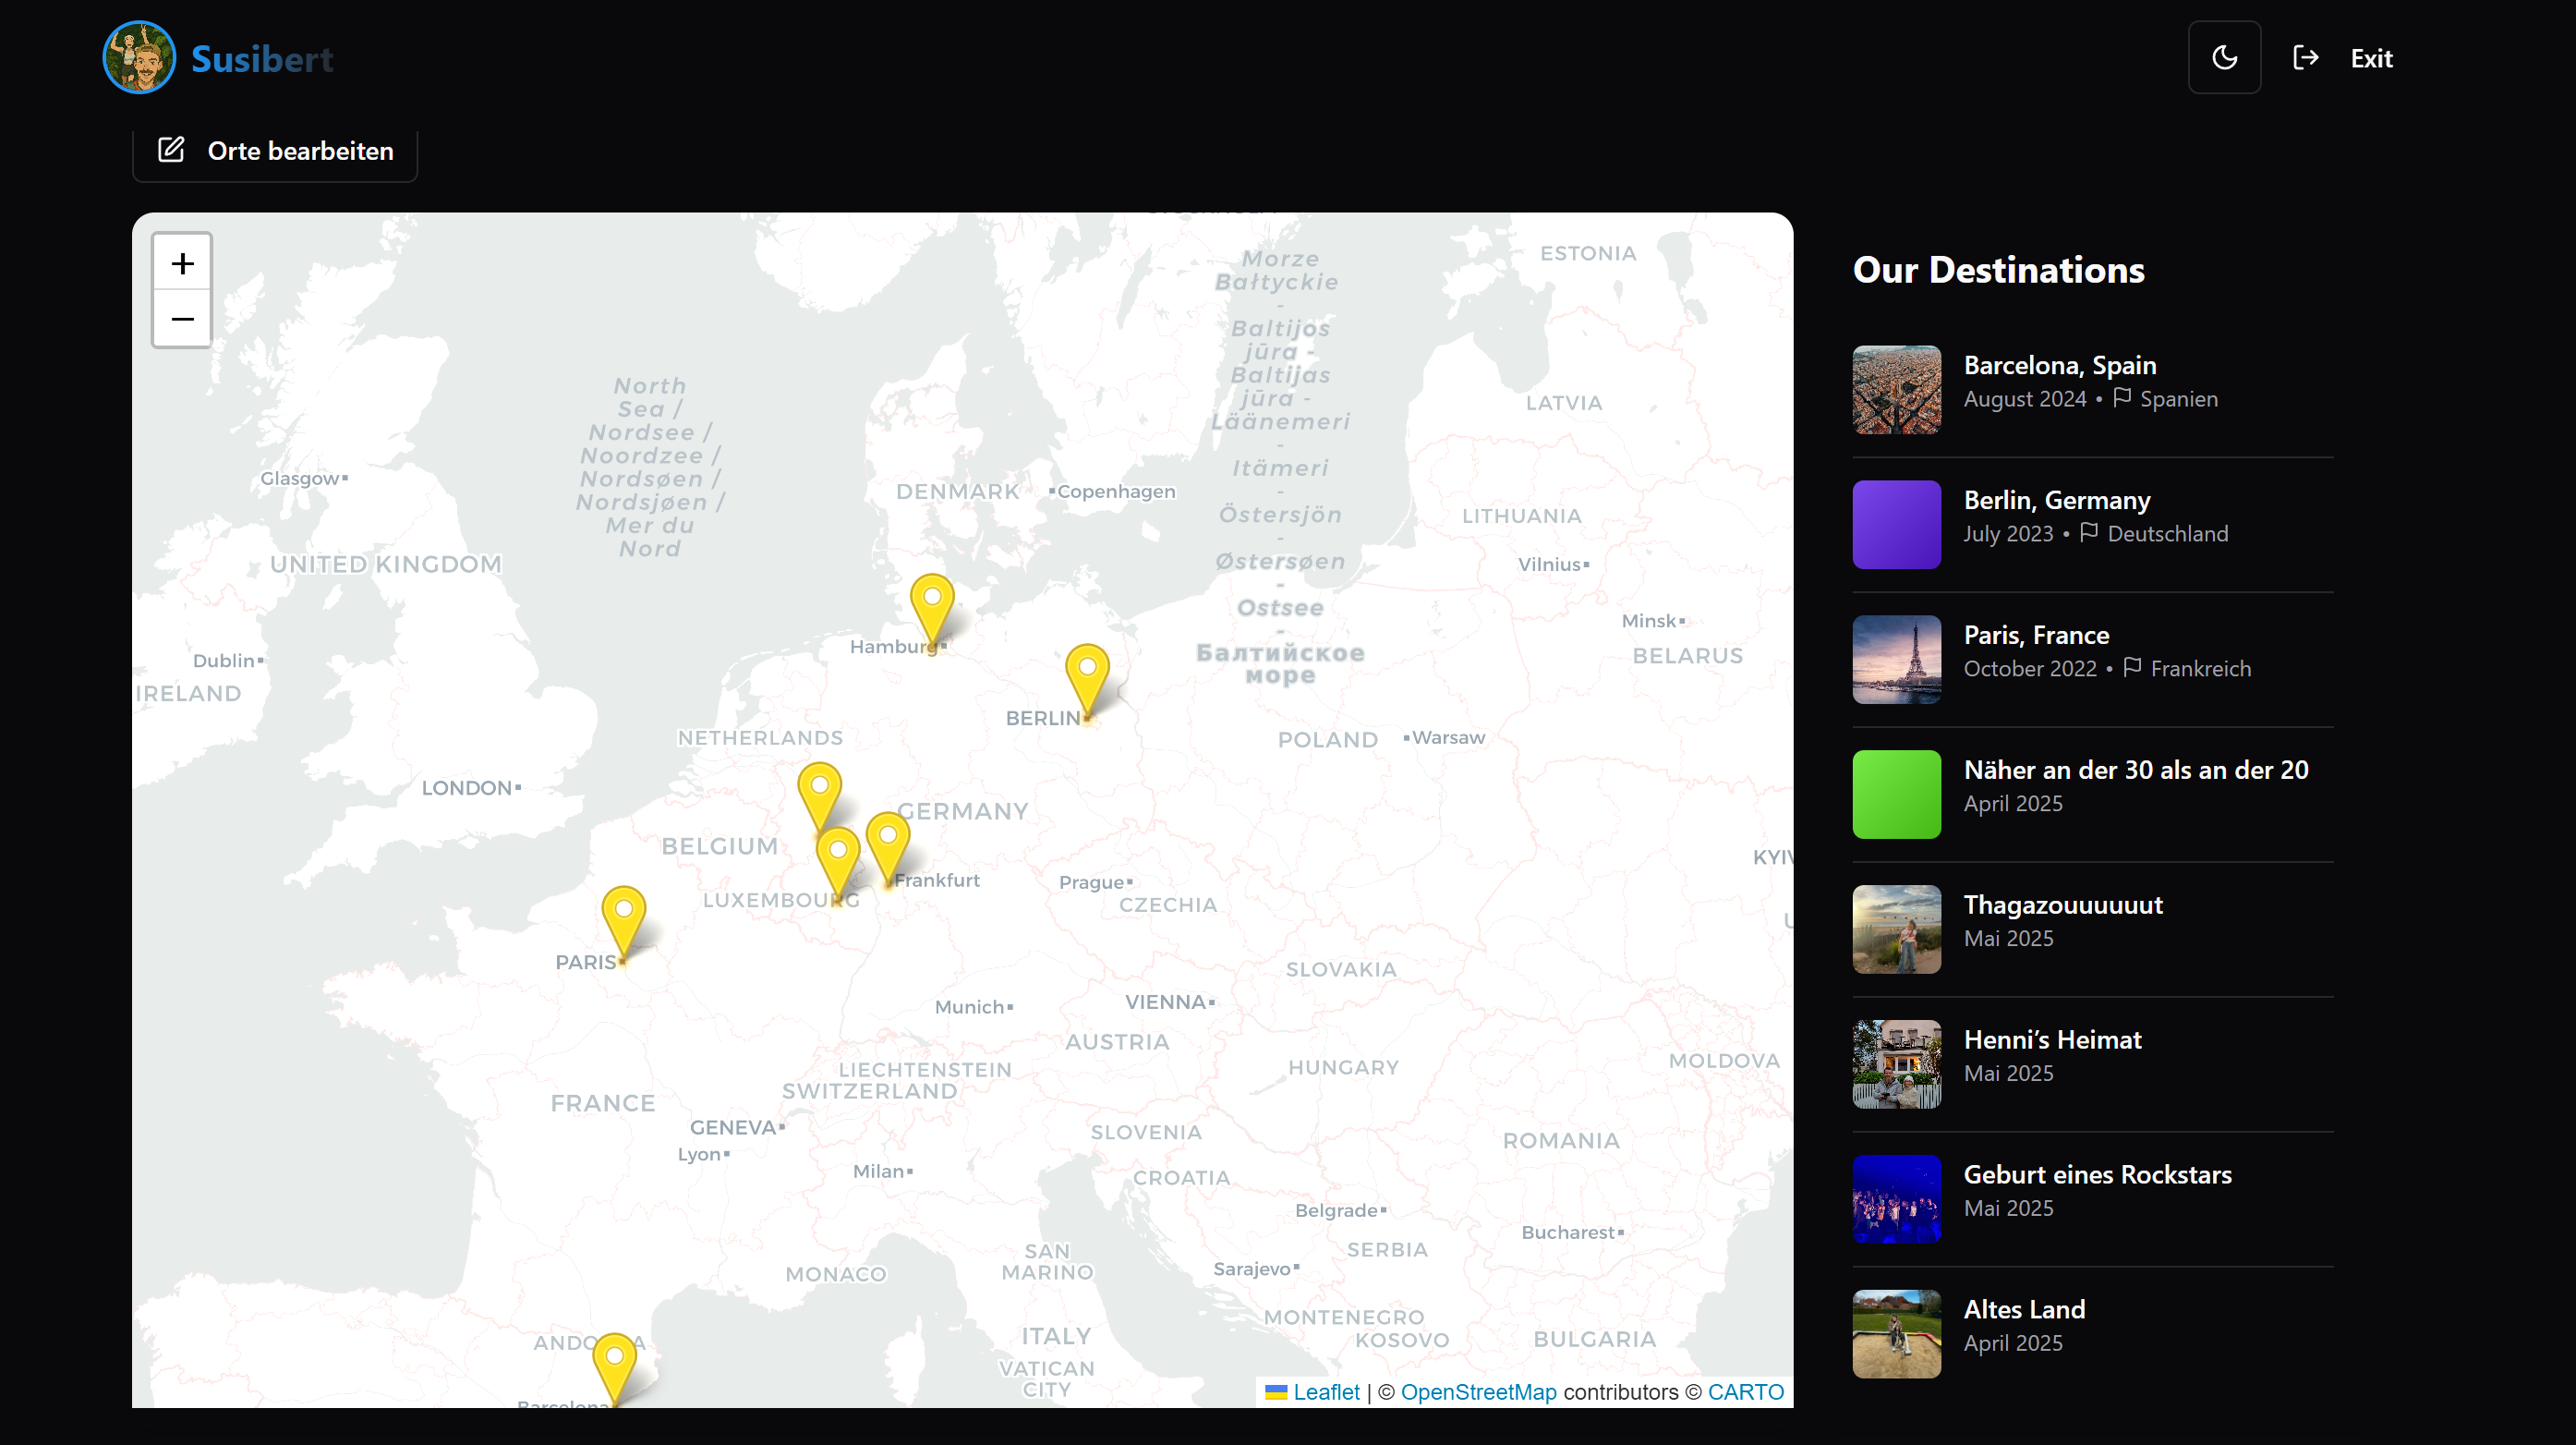 Susibert
Exit
Orte bearbeiten
+
−
Morze
Bałtyckie
-
Baltijos
jūra -
Baltijas
jūra -
Läänemeri
-
Itämeri
-
Östersjön
-
Østersøen
-
Ostsee
-
Балтийское
море
North
Sea /
Nordsee /
Noordzee /
Nordsøen /
Nordsjøen /
Mer du
Nord
ESTONIA
LATVIA
LITHUANIA
Vilnius
Minsk
BELARUS
Glasgow
DENMARK
Copenhagen
UNITED KINGDOM
Dublin
IRELAND
Hamburg
BERLIN
NETHERLANDS
POLAND
Warsaw
LONDON
GERMANY
BELGIUM
Frankfurt
LUXEMBOURG
Prague
CZECHIA
PARIS
SLOVAKIA
Munich
VIENNA
AUSTRIA
LIECHTENSTEIN
SWITZERLAND
HUNGARY
MOLDOVA
FRANCE
GENEVA
Lyon
Milan
SLOVENIA
CROATIA
ROMANIA
Belgrade
Bucharest
SERBIA
SAN
MARINO
Sarajevo
MONACO
MONTENEGRO
KOSOVO
BULGARIA
ITALY
VATICAN
CITY
Barcelona
Leaflet | © OpenStreetMap contributors © CARTO
Our Destinations
Barcelona, Spain
August 2024 • Spanien
Berlin, Germany
July 2023 • Deutschland
Paris, France
October 2022 • Frankreich
Näher an der 30 als an der 20
April 2025
Thagazouuuuuut
Mai 2025
Henni’s Heimat
Mai 2025
Geburt eines Rockstars
Mai 2025
Altes Land
April 2025